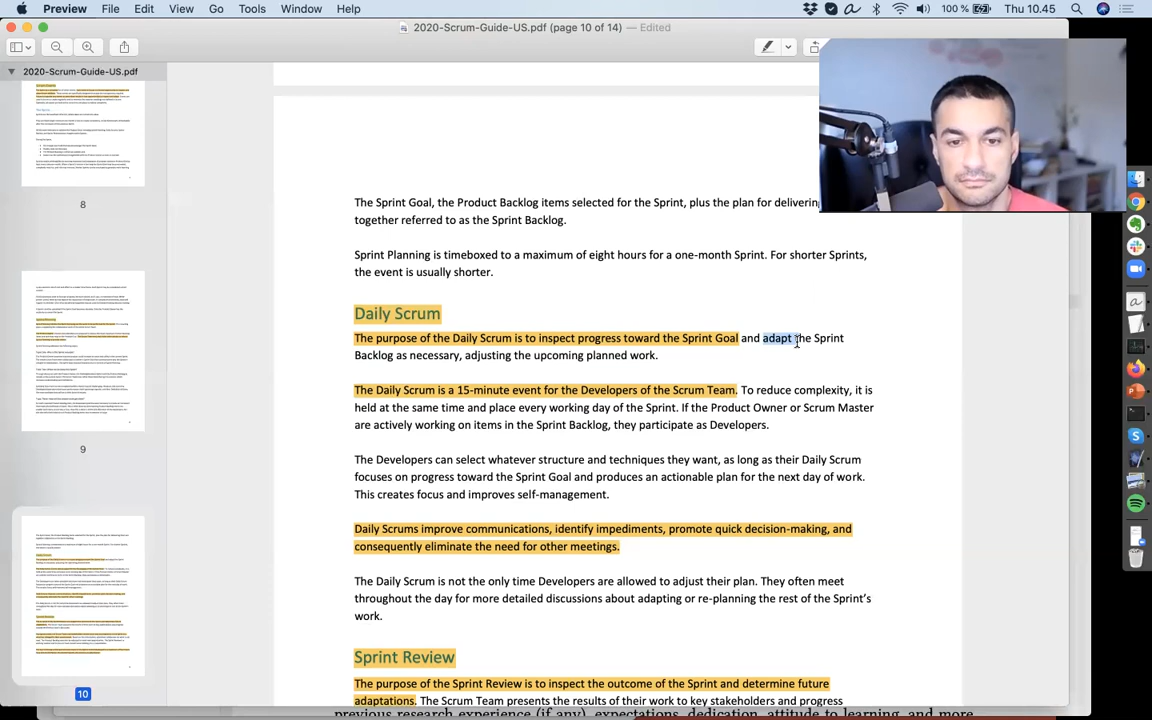 Preview File Edit View Go Tools Window Help 100 % Thu 10.45
2020-Scrum-Guide-US.pdf (page 10 of 14) — Edited
2020-Scrum-Guide-US.pdf
8
9
10
The Sprint Goal, the Product Backlog items selected for the Sprint, plus the plan for delivering
together referred to as the Sprint Backlog.
Sprint Planning is timeboxed to a maximum of eight hours for a one-month Sprint. For shorter Sprints,
the event is usually shorter.
Daily Scrum
The purpose of the Daily Scrum is to inspect progress toward the Sprint Goal and adapt the Sprint
Backlog as necessary, adjusting the upcoming planned work.
The Daily Scrum is a 15-minute event for the Developers of the Scrum Team. To reduce complexity, it is
held at the same time and place every working day of the Sprint. If the Product Owner or Scrum Master
are actively working on items in the Sprint Backlog, they participate as Developers.
The Developers can select whatever structure and techniques they want, as long as their Daily Scrum
focuses on progress toward the Sprint Goal and produces an actionable plan for the next day of work.
This creates focus and improves self-management.
Daily Scrums improve communications, identify impediments, promote quick decision-making, and
consequently eliminate the need for other meetings.
The Daily Scrum is not the only time Developers are allowed to adjust their plan. They often meet
throughout the day for more detailed discussions about adapting or re-planning the rest of the Sprint's
work.
Sprint Review
The purpose of the Sprint Review is to inspect the outcome of the Sprint and determine future
adaptations. The Scrum Team presents the results of their work to key stakeholders and progress
previous research experience (if any), expectations, dedication, attitude to learning, and more